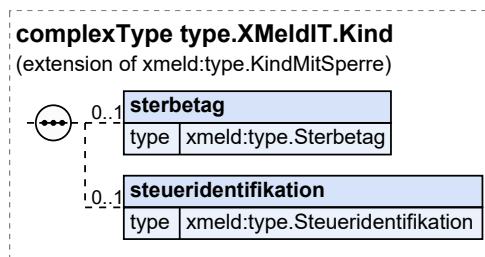 complexType type.XMeldIT.Kind
(extension of xmeld:type.KindMitSperre)
0..1 sterbetag
type xmeld:type.Sterbetag
0..1 steueridentifikation
type xmeld:type.Steueridentifikation